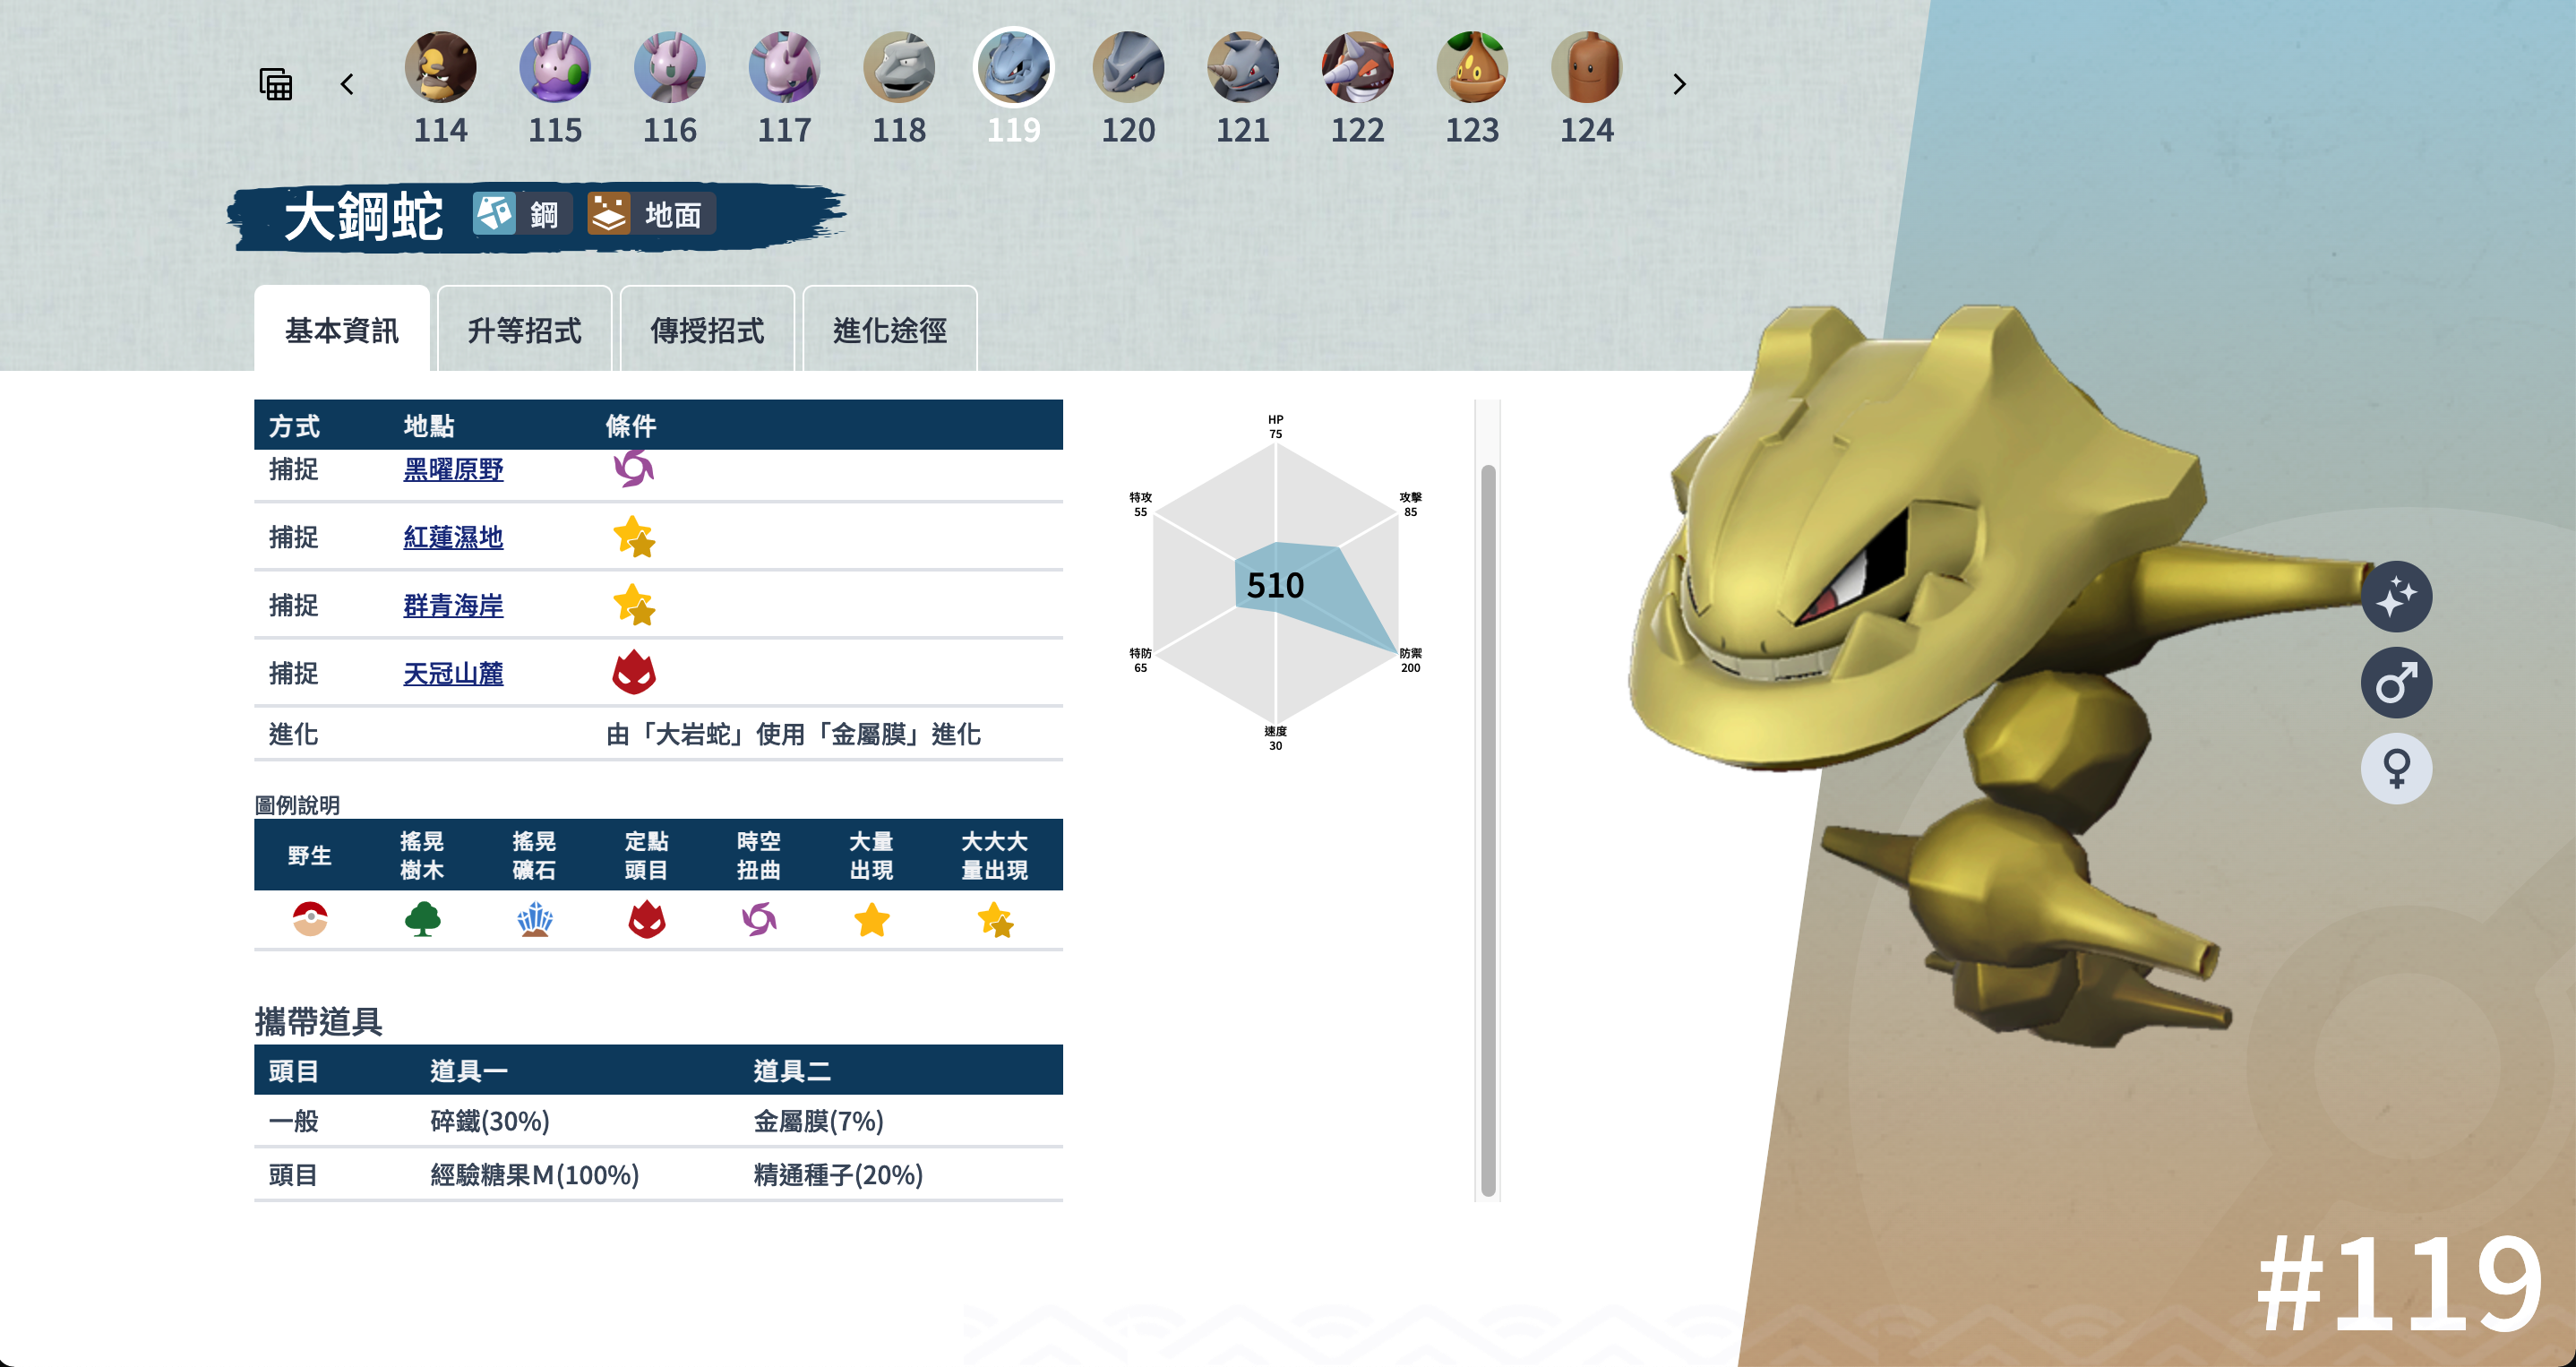 114 115 116 117 118 119 120 121 122 123 124
大鋼蛇 鋼 地面
基本資訊 升等招式 傳授招式 進化途徑
方式 地點 條件
捕捉 黑曜原野
捕捉 紅蓮濕地
捕捉 群青海岸
捕捉 天冠山麓
進化 由「大岩蛇」使用「金屬膜」進化
圖例說明
野生 搖晃樹木 搖晃礦石 定點頭目 時空扭曲 大量出現 大大大量出現
攜帶道具
頭目 道具一 道具二
一般 碎鐵(30%) 金屬膜(7%)
頭目 經驗糖果M(100%) 精通種子(20%)
HP
75
特攻
55
攻擊
85
510
特防
65
防禦
200
速度
30
#119